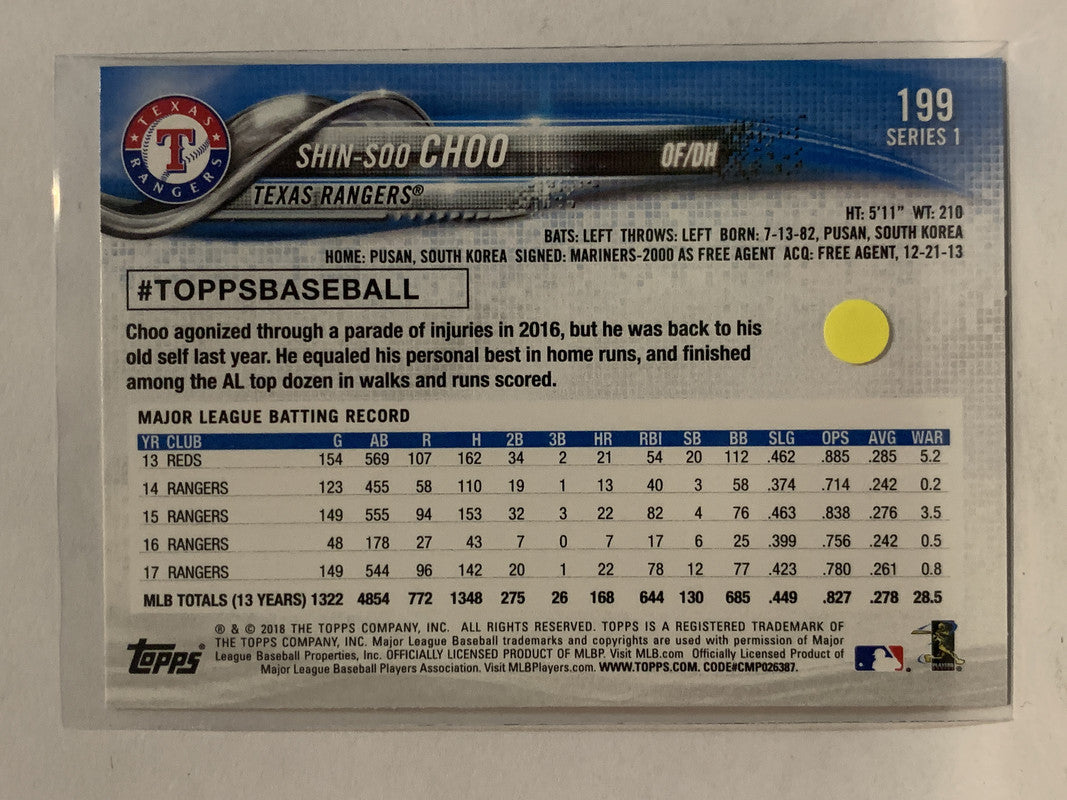 TEXAS
T
RANGERS
199
SERIES 1
SHIN-SOO CHOO OF/DH
TEXAS RANGERS®
HT: 5'11" WT: 210
BATS: LEFT THROWS: LEFT BORN: 7-13-82, PUSAN, SOUTH KOREA
HOME: PUSAN, SOUTH KOREA SIGNED: MARINERS-2000 AS FREE AGENT ACQ: FREE AGENT, 12-21-13
#TOPPSBASEBALL
Choo agonized through a parade of injuries in 2016, but he was back to his
old self last year. He equaled his personal best in home runs, and finished
among the AL top dozen in walks and runs scored.
MAJOR LEAGUE BATTING RECORD
YR CLUB G AB R H 2B 3B HR RBI SB BB SLG OPS AVG WAR
13 REDS 154 569 107 162 34 2 21 54 20 112 .462 .885 .285 5.2
14 RANGERS 123 455 58 110 19 1 13 40 3 58 .374 .714 .242 0.2
15 RANGERS 149 555 94 153 32 3 22 82 4 76 .463 .838 .276 3.5
16 RANGERS 48 178 27 43 7 0 7 17 6 25 .399 .756 .242 0.5
17 RANGERS 149 544 96 142 20 1 22 78 12 77 .423 .780 .261 0.8
MLB TOTALS (13 YEARS) 1322 4854 772 1348 275 26 168 644 130 685 .449 .827 .278 28.5
® & © 2018 THE TOPPS COMPANY, INC. ALL RIGHTS RESERVED. TOPPS IS A REGISTERED TRADEMARK OF
THE TOPPS COMPANY, INC. Major League Baseball trademarks and copyrights are used with permission of Major
League Baseball Properties, Inc. OFFICIALLY LICENSED PRODUCT OF MLBP. Visit MLB.com Officially Licensed Product of
Major League Baseball Players Association. Visit MLBPlayers.com. WWW.TOPPS.COM. CODE#CMP026387.
topps
PLAYERS